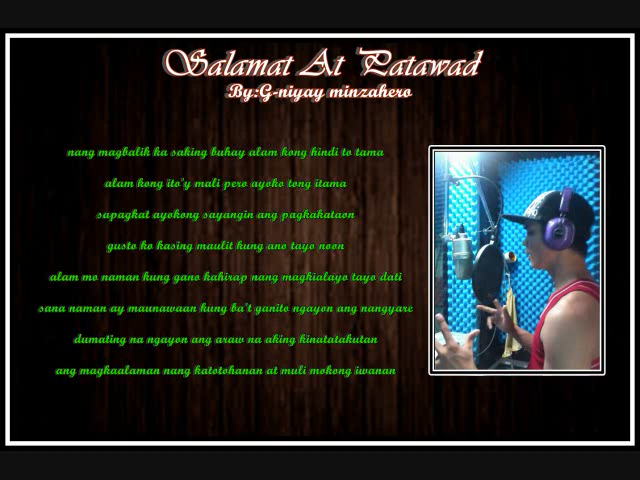 Salamat At Patawad
By:G-niyay minzahero
nang magbalik ka saking buhay alam kong hindi to tama
alam kong ito'y mali pero ayoko tong itama
sapagkat ayokong sayangin ang pagkakataon
gusto ko kasing maulit kung ano tayo noon
alam mo naman kung gano kahirap nang magkialayo tayo dati
sana naman ay maunawaan kung ba't ganito ngayon ang nangyare
dumating na ngayon ang araw na aking kinatatakutan
ang magkaalaman nang katotohanan at muli mokong iwanan